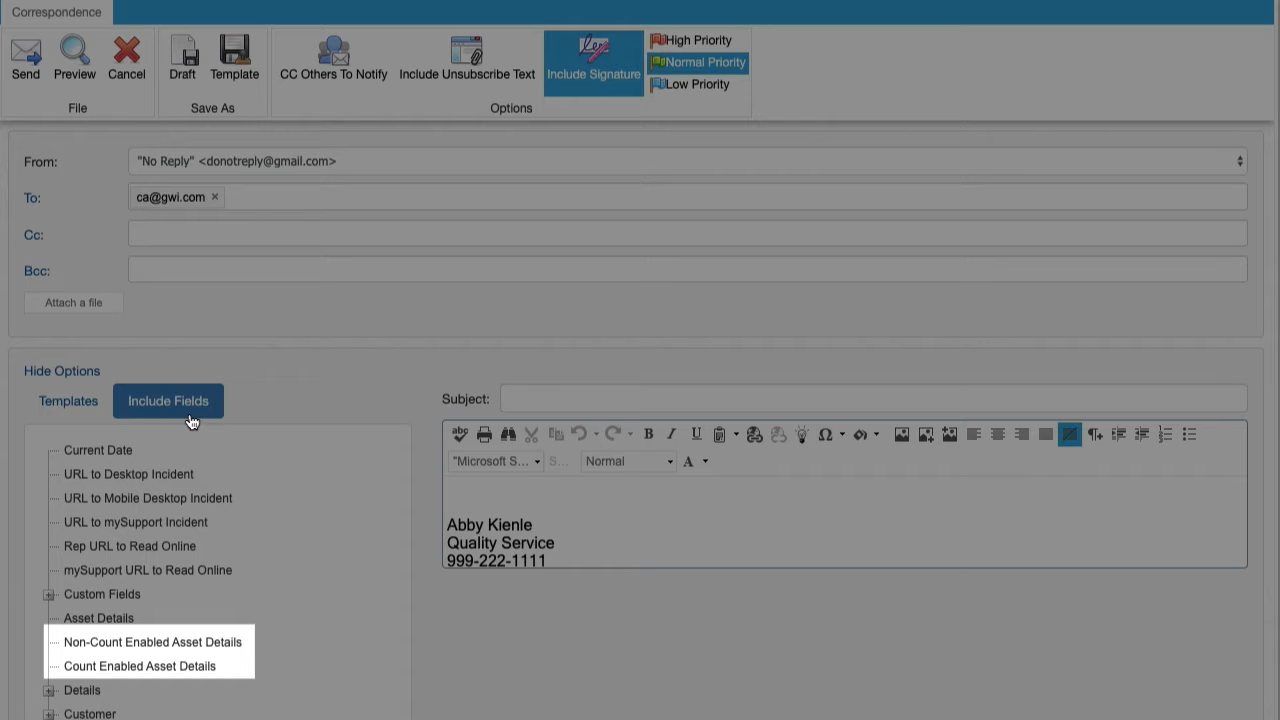 Correspondence
Send
Preview
Cancel
File
Draft
Template
Save As
CC Others To Notify
Include Unsubscribe Text
Include Signature
High Priority
Normal Priority
Low Priority
Options
From:
"No Reply" <donotreply@gmail.com>
To:
ca@gwi.com ×
Cc:
Bcc:
Attach a file
Hide Options
Templates
Include Fields
Current Date
URL to Desktop Incident
URL to Mobile Desktop Incident
URL to mySupport Incident
Rep URL to Read Online
mySupport URL to Read Online
Custom Fields
Asset Details
Non-Count Enabled Asset Details
Count Enabled Asset Details
Details
Customer
Subject:
abc
B I U
"Microsoft S... S... Normal A
Abby Kienle
Quality Service
999-222-1111